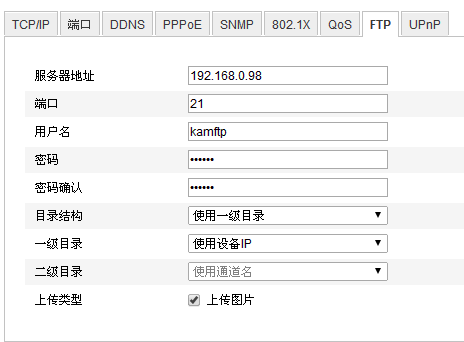 TCP/IP 端口 DDNS PPPoE SNMP 802.1X QoS FTP UPnP
服务器地址 192.168.0.98
端口 21
用户名 kamftp
密码 ••••••
密码确认 ••••••
目录结构 使用一级目录
一级目录 使用设备IP
二级目录 使用通道名
上传类型 上传图片